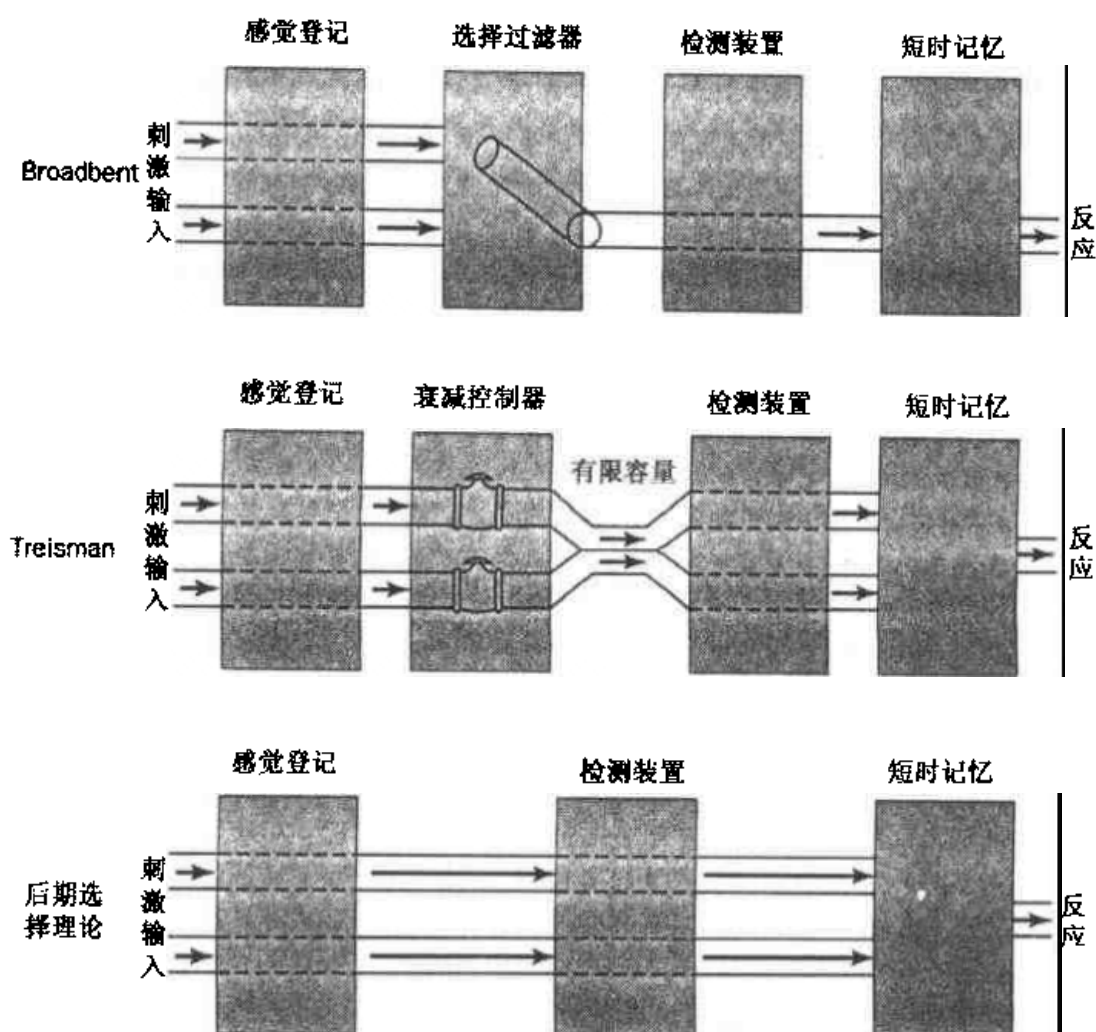 感觉登记 选择过滤器 检测装置 短时记忆
Broadbent
刺激输入
反应
感觉登记 衰减控制器 检测装置 短时记忆
有限容量
Treisman
刺激输入
反应
感觉登记 检测装置 短时记忆
后期选
择理论
刺激输入
反应